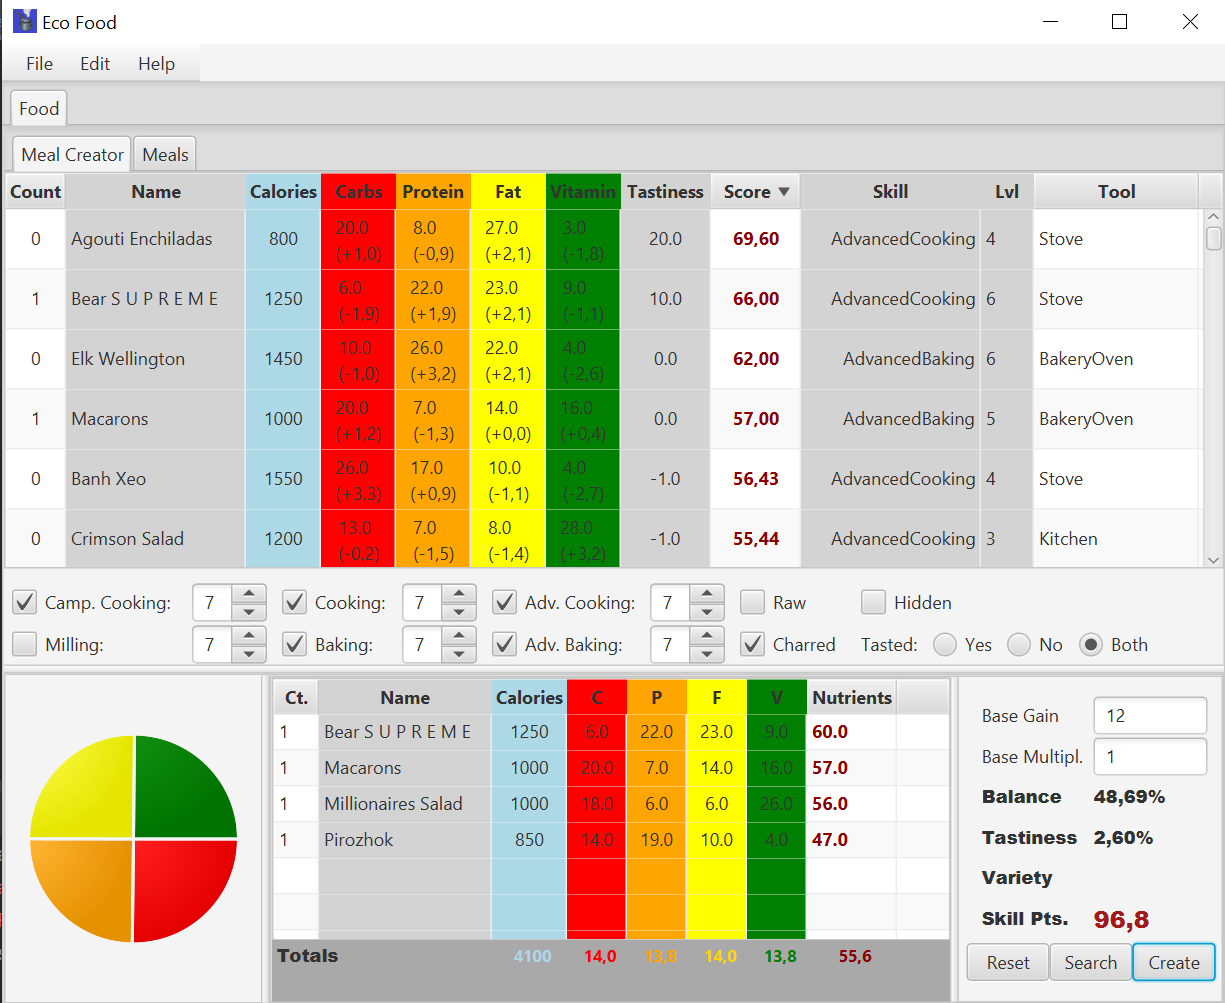 Eco Food
File Edit Help
Food
Meal Creator Meals
Count Name Calories Carbs Protein Fat Vitamin Tastiness Score Skill Lvl Tool
0 Agouti Enchiladas 800 20.0 (+1,0) 8.0 (-0,9) 27.0 (+2,1) 3.0 (-1,8) 20.0 69,60 AdvancedCooking 4 Stove
1 Bear S U P R E M E 1250 6.0 (-1,9) 22.0 (+1,9) 23.0 (+2,1) 9.0 (-1,1) 10.0 66,00 AdvancedCooking 6 Stove
0 Elk Wellington 1450 10.0 (-1,0) 26.0 (+3,2) 22.0 (+2,1) 4.0 (-2,6) 0.0 62,00 AdvancedBaking 6 BakeryOven
1 Macarons 1000 20.0 (+1,2) 7.0 (-1,3) 14.0 (+0,0) 16.0 (+0,4) 0.0 57,00 AdvancedBaking 5 BakeryOven
0 Banh Xeo 1550 26.0 (+3,3) 17.0 (+0,9) 10.0 (-1,1) 4.0 (-2,7) -1.0 56,43 AdvancedCooking 4 Stove
0 Crimson Salad 1200 13.0 (-0,2) 7.0 (-1,5) 8.0 (-1,4) 28.0 (+3,2) -1.0 55,44 AdvancedCooking 3 Kitchen
Camp. Cooking: 7 Cooking: 7 Adv. Cooking: 7 Raw Hidden
Milling: 7 Baking: 7 Adv. Baking: 7 Charred Tasted: Yes No Both
Ct. Name Calories C P F V Nutrients
1 Bear S U P R E M E 1250 6.0 22.0 23.0 9.0 60.0
1 Macarons 1000 20.0 7.0 14.0 16.0 57.0
1 Millionaires Salad 1000 18.0 6.0 6.0 26.0 56.0
1 Pirozhok 850 14.0 19.0 10.0 4.0 47.0
Totals 4100 14,0 13,8 14,0 13,8 55,6
Base Gain 12
Base Multipl. 1
Balance 48,69%
Tastiness 2,60%
Variety
Skill Pts. 96,8
Reset Search Create